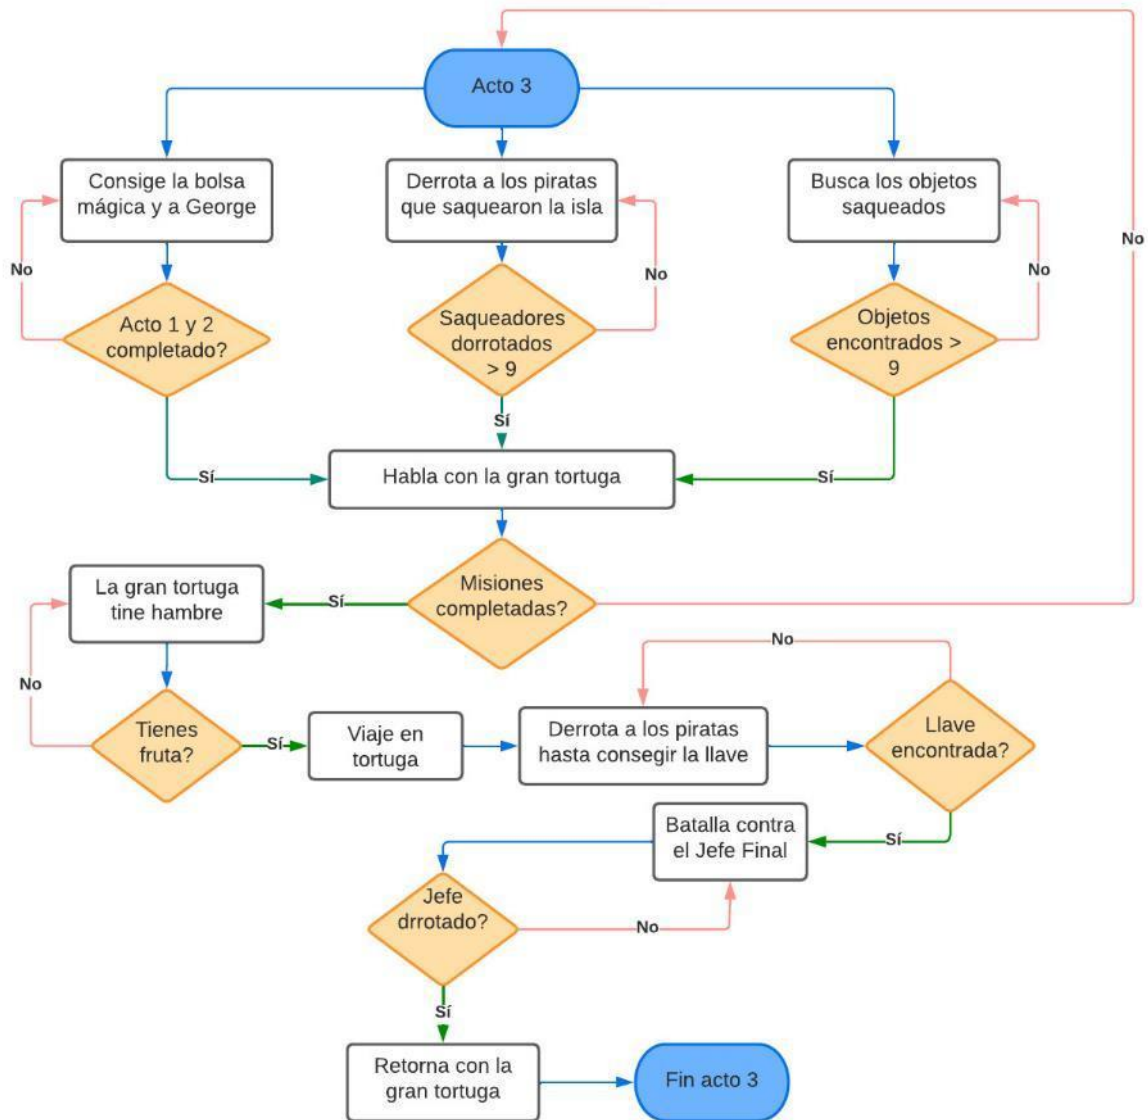 Acto 3
Consige la bolsa
mágica y a George
Derrota a los piratas
que saquearon la isla
Busca los objetos
saqueados
No
No
No
No
Acto 1 y 2
completado?
Saqueadores
dorrotados
> 9
Objetos
encontrados >
9
Sí
Sí
Sí
Habla con la gran tortuga
La gran tortuga
tine hambre
Sí
Misiones
completadas?
No
No
Tienes
fruta?
Sí
Viaje en
tortuga
Derrota a los piratas
hasta consegir la llave
Llave
encontrada?
Batalla contra
el Jefe Final
Sí
Jefe
drrotado?
No
Sí
Retorna con la
gran tortuga
Fin acto 3